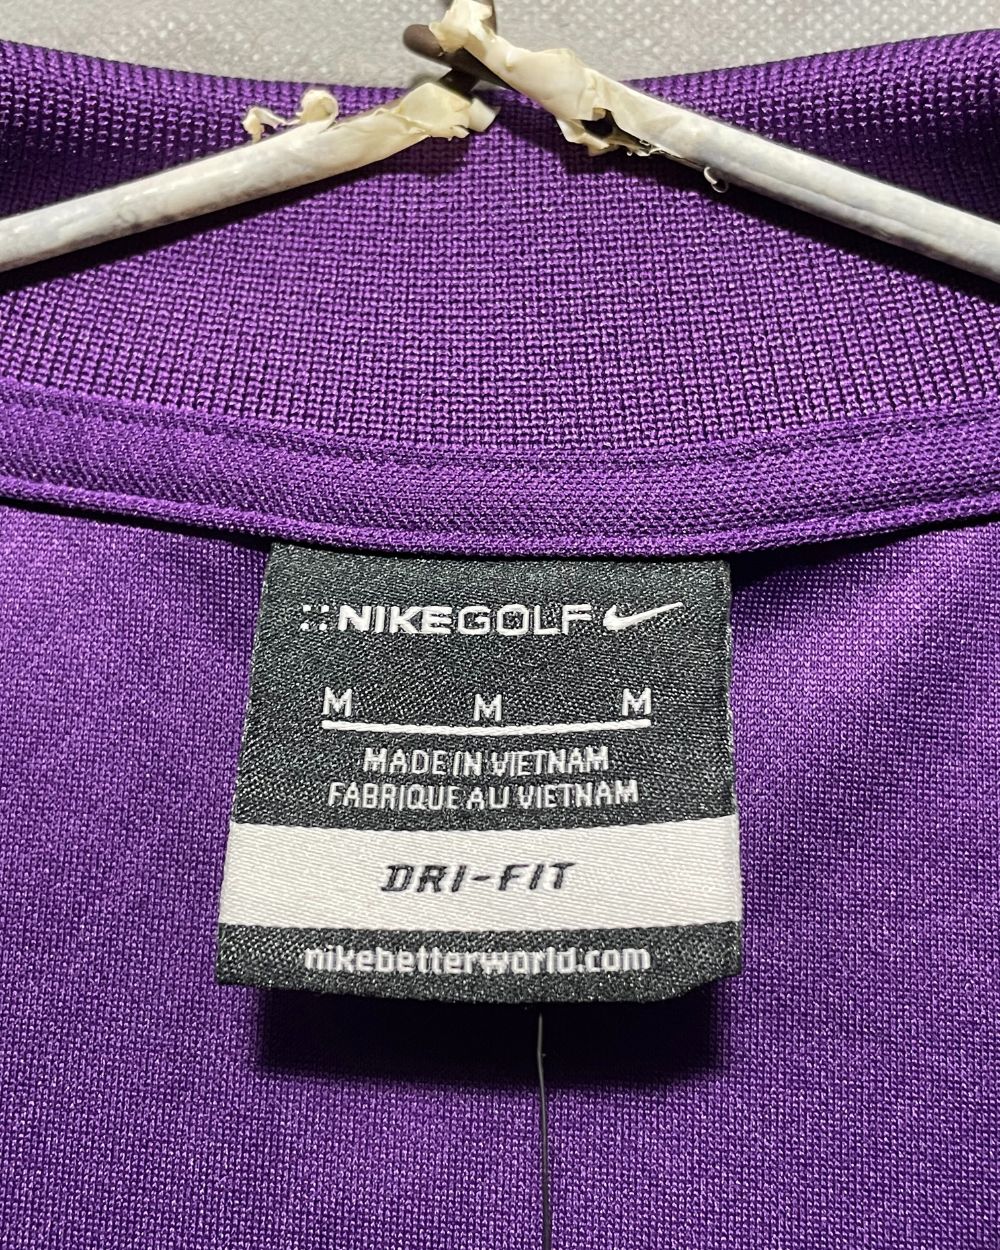 NIKEGOLF
M M M
MADE IN VIETNAM
FABRIQUE AU VIETNAM
DRI-FIT
nikebetterworld.com